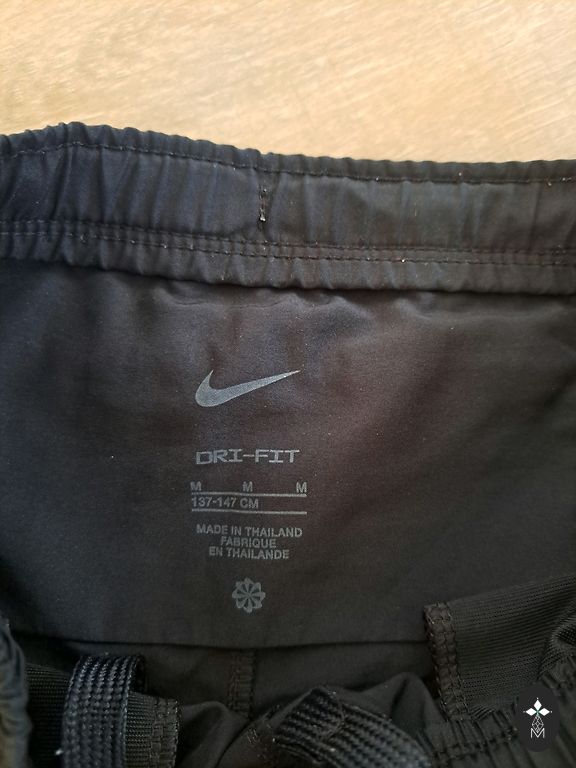 DRI-FIT
M M M
137-147 CM
MADE IN THAILAND
FABRIQUE
EN THAILANDE
M